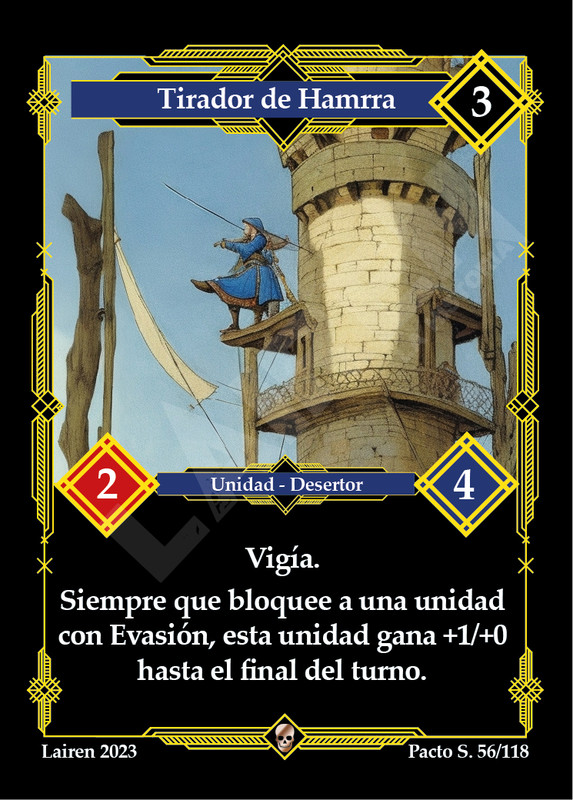 Tirador de Hamrra
3
2
Unidad - Desertor
4
Vigía.
Siempre que bloquee a una unidad
con Evasión, esta unidad gana +1/+0
hasta el final del turno.
Lairen 2023
Pacto S. 56/118